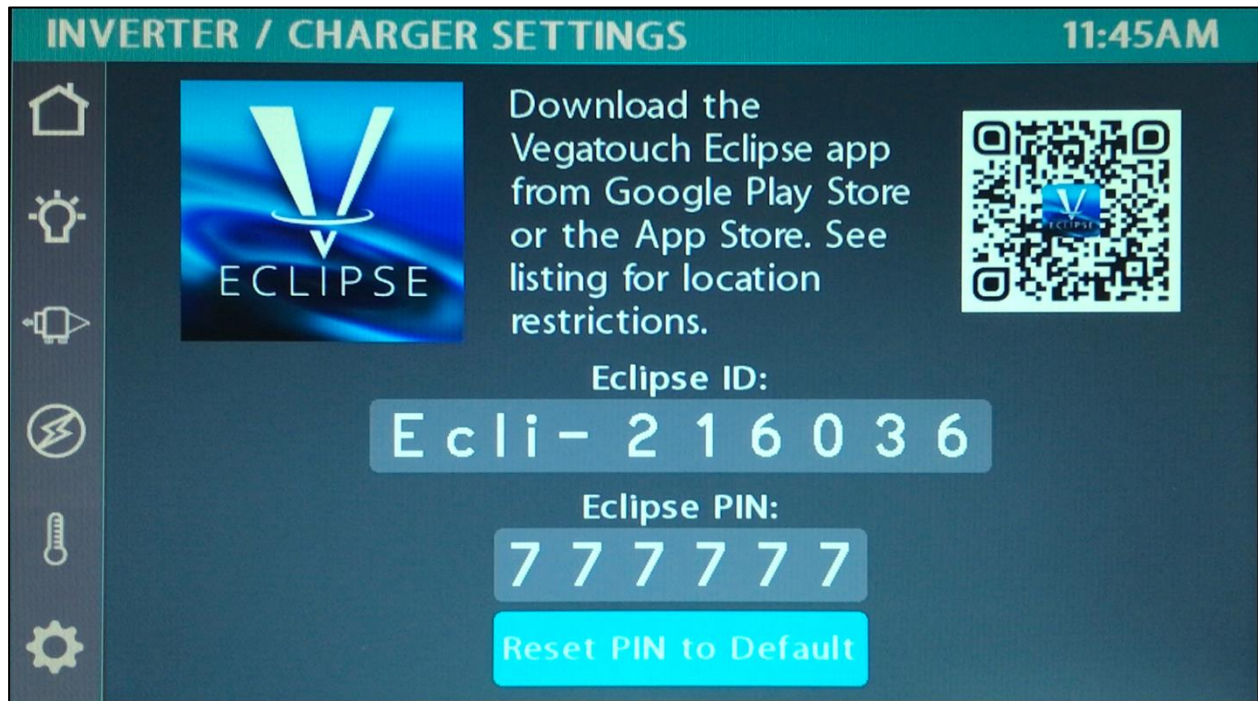 INVERTER / CHARGER SETTINGS 11:45AM
ECLIPSE
Download the
Vegatouch Eclipse app
from Google Play Store
or the App Store. See
listing for location
restrictions.
ECLIPSE
Eclipse ID:
Ecli-216036
Eclipse PIN:
777777
Reset PIN to Default